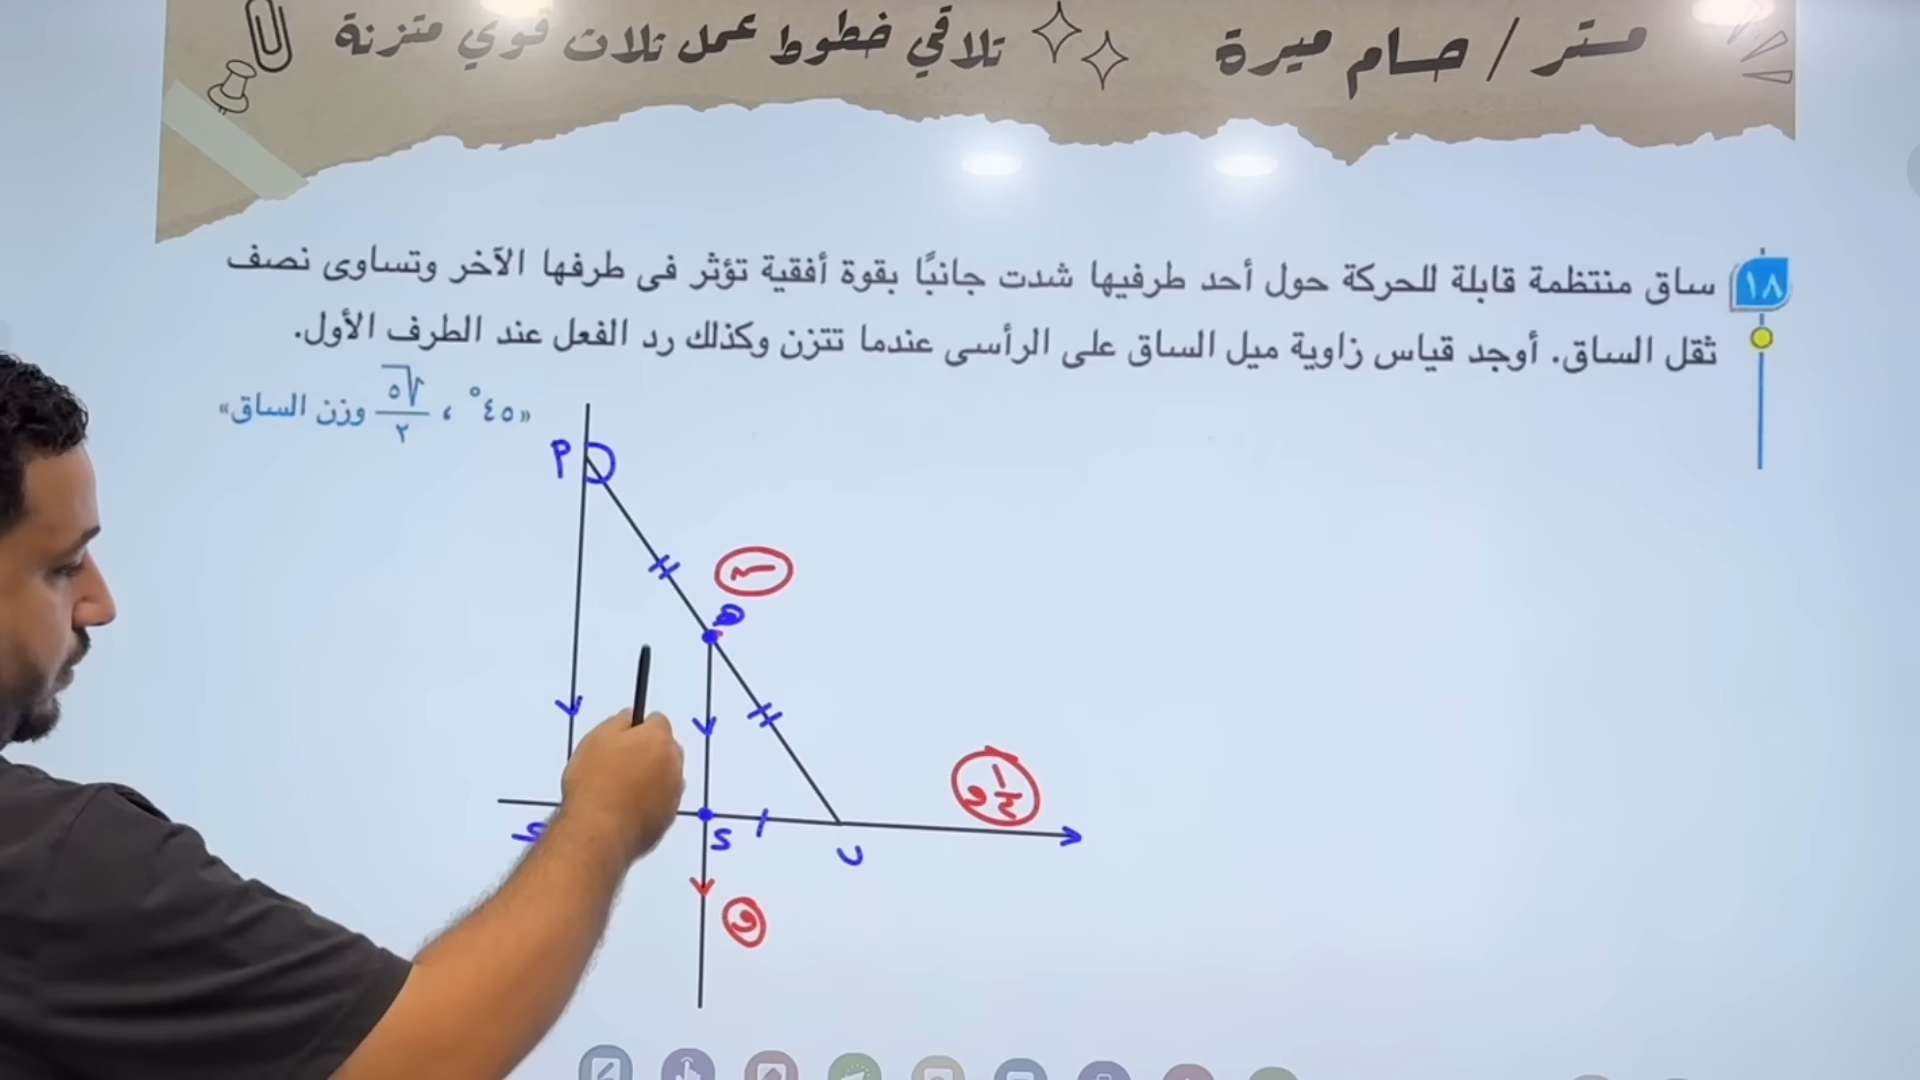 مستر / حسام ميرة
تلاقي خطوط عمل تلات قوي متزنة
١٨
ساق منتظمة قابلة للحركة حول أحد طرفيها شدت جانبًا بقوة أفقية تؤثر فى طرفها الآخر وتساوى نصف
ثقل الساق. أوجد قياس زاوية ميل الساق على الرأسى عندما تتزن وكذلك رد الفعل عند الطرف الأول.
«٤٥° ، √٥/٢ وزن الساق»
م
هـ
١/٢ و
ء
ب
و